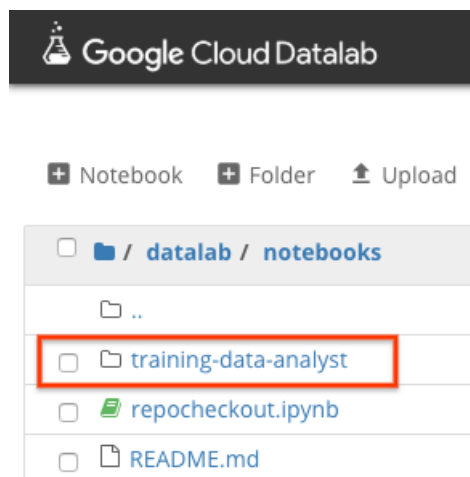 Google Cloud Datalab
Notebook Folder Upload
/ datalab / notebooks
..
training-data-analyst
repocheckout.ipynb
README.md